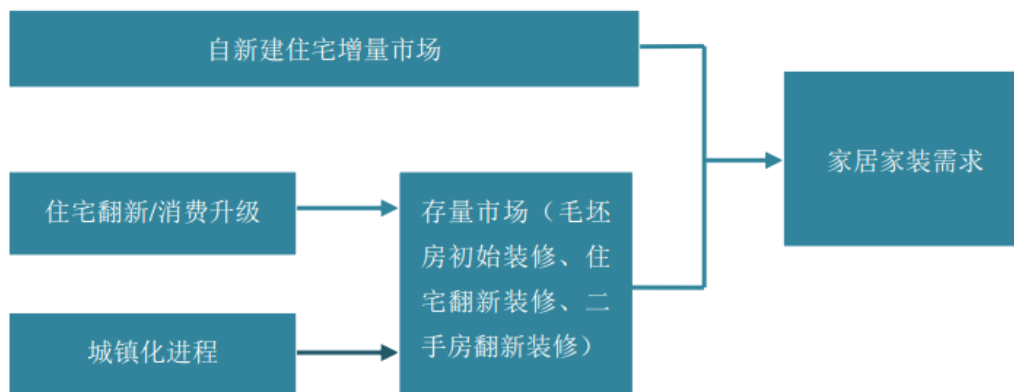 自新建住宅增量市场
家居家装需求
住宅翻新/消费升级
存量市场（毛坯
房初始装修、住
宅翻新装修、二
手房翻新装修）
城镇化进程